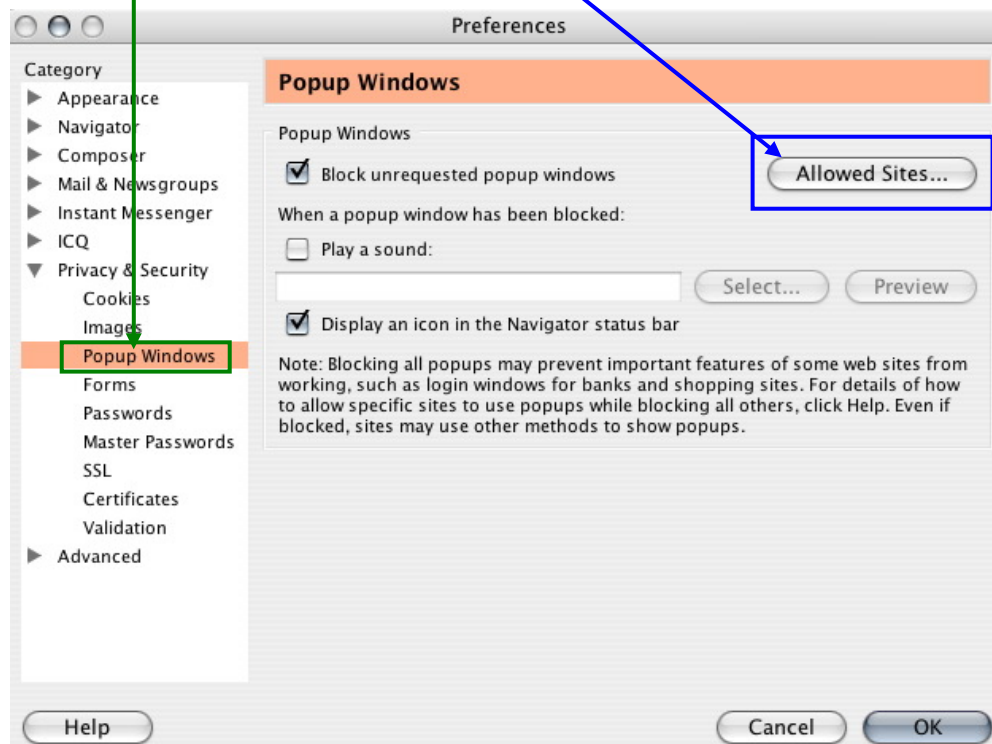 Preferences
Category
Appearance
Navigator
Composer
Mail & Newsgroups
Instant Messenger
ICQ
Privacy & Security
Cookies
Images
Popup Windows
Forms
Passwords
Master Passwords
SSL
Certificates
Validation
Advanced
Popup Windows
Popup Windows
Block unrequested popup windows
Allowed Sites...
When a popup window has been blocked:
Play a sound:
Select...
Preview
Display an icon in the Navigator status bar
Note: Blocking all popups may prevent important features of some web sites from
working, such as login windows for banks and shopping sites. For details of how
to allow specific sites to use popups while blocking all others, click Help. Even if
blocked, sites may use other methods to show popups.
Help
Cancel
OK